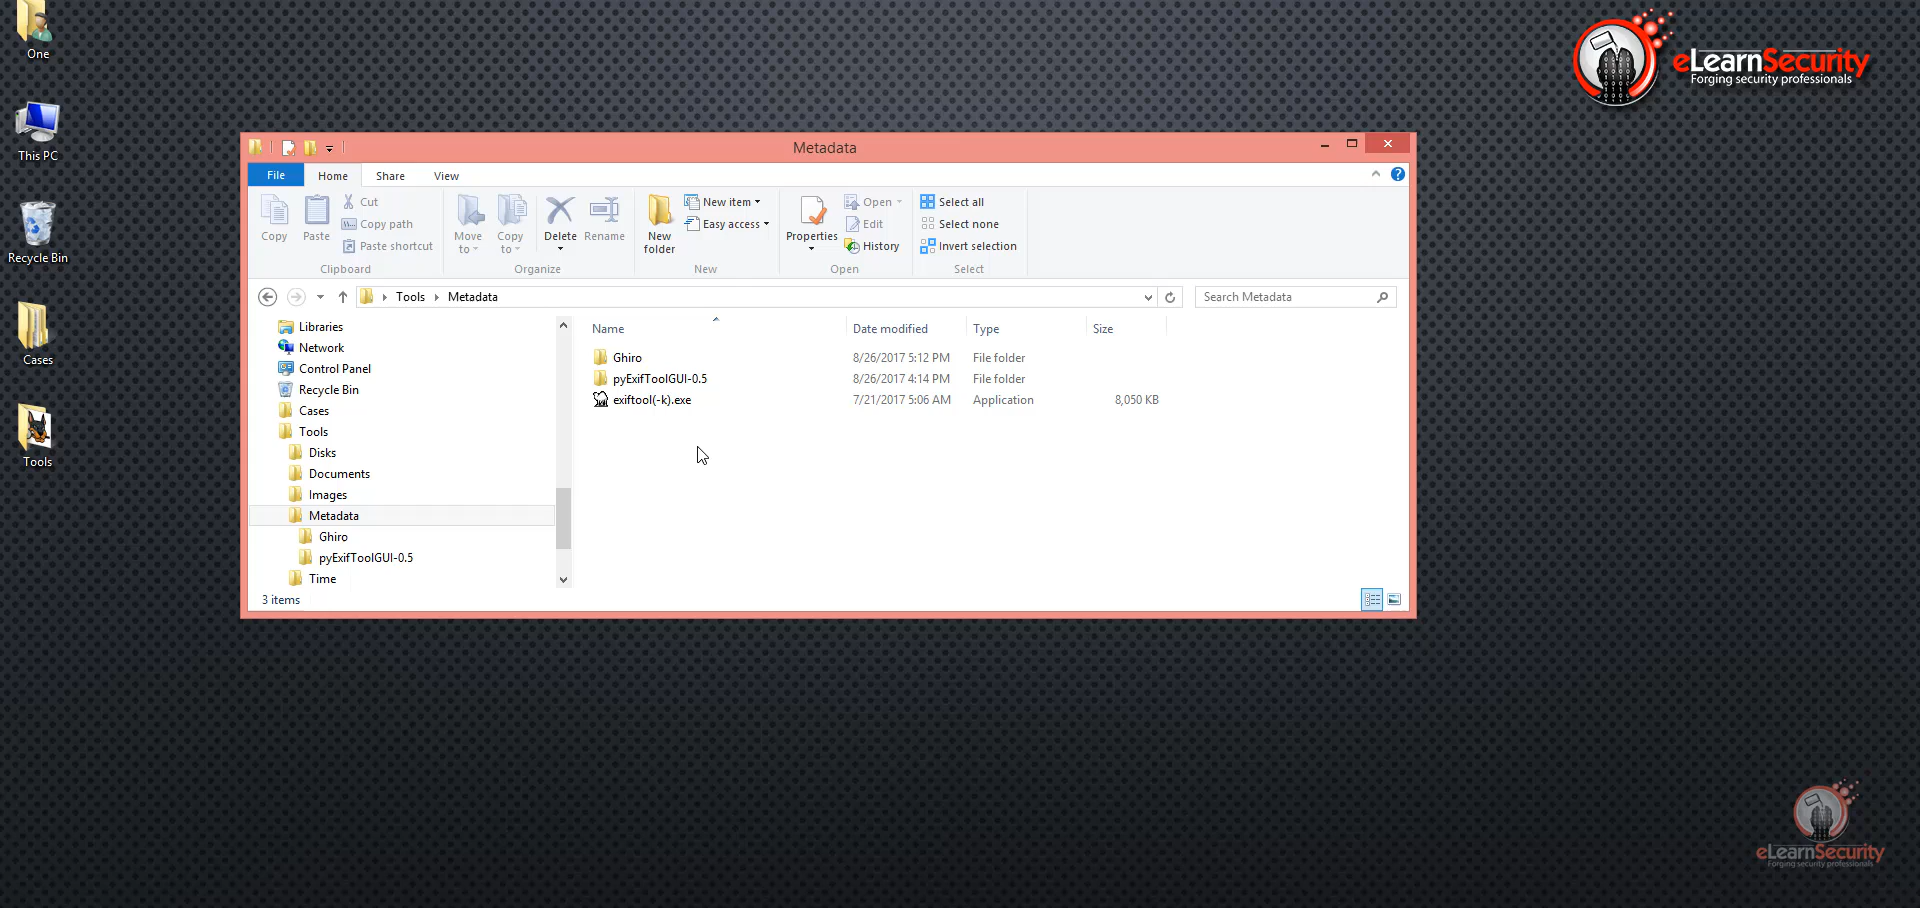 One
This PC
Recycle Bin
Cases
Tools
eLearnSecurity
Forging security professionals
Metadata
File Home Share View
Copy
Paste
Cut
Copy path
Paste shortcut
Clipboard
Move to
Copy to
Delete
Rename
Organize
New folder
New item
Easy access
New
Properties
Open
Edit
History
Open
Select all
Select none
Invert selection
Select
Tools Metadata
Search Metadata
Libraries
Network
Control Panel
Recycle Bin
Cases
Tools
Disks
Documents
Images
Metadata
Ghiro
pyExifToolGUI-0.5
Time
Name Date modified Type Size
Ghiro 8/26/2017 5:12 PM File folder
pyExifToolGUI-0.5 8/26/2017 4:14 PM File folder
exiftool(-k).exe 7/21/2017 5:06 AM Application 8,050 KB
3 items
eLearnSecurity
Forging security professionals